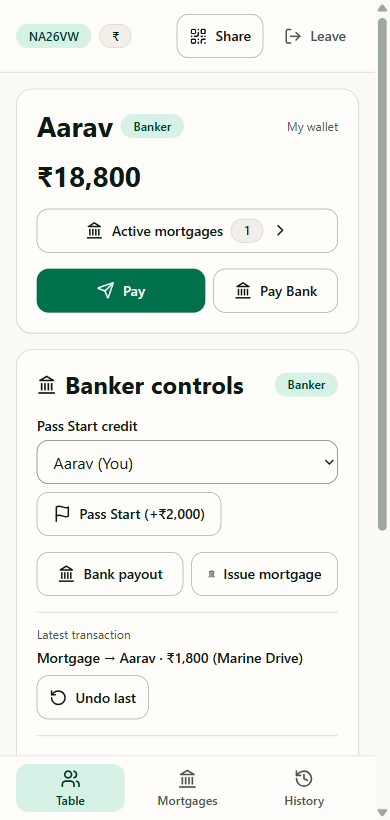 NA26VW ₹ Share Leave
Aarav Banker My wallet
₹18,800
Active mortgages 1
Pay Pay Bank
Banker controls Banker
Pass Start credit
Aarav (You)
Pass Start (+₹2,000)
Bank payout Issue mortgage
Latest transaction
Mortgage → Aarav · ₹1,800 (Marine Drive)
Undo last
Table Mortgages History